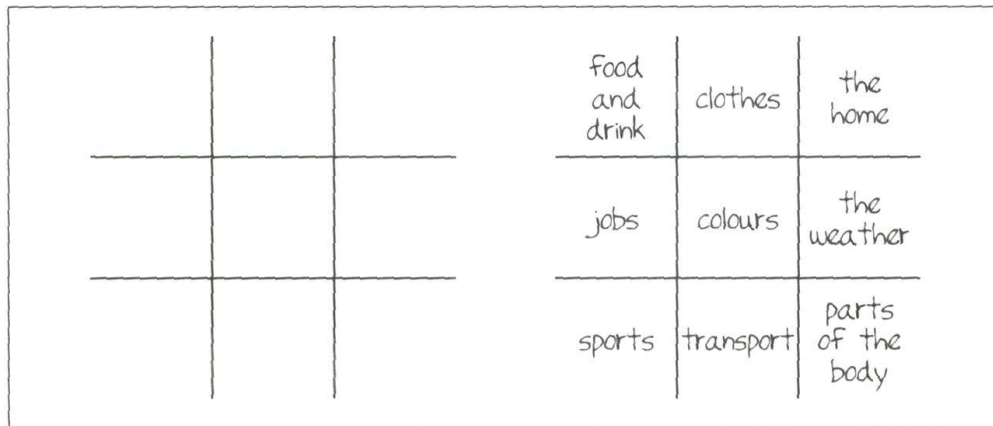 food
and
drink
clothes
the
home
jobs
colours
the
weather
sports
transport
parts
of the
body